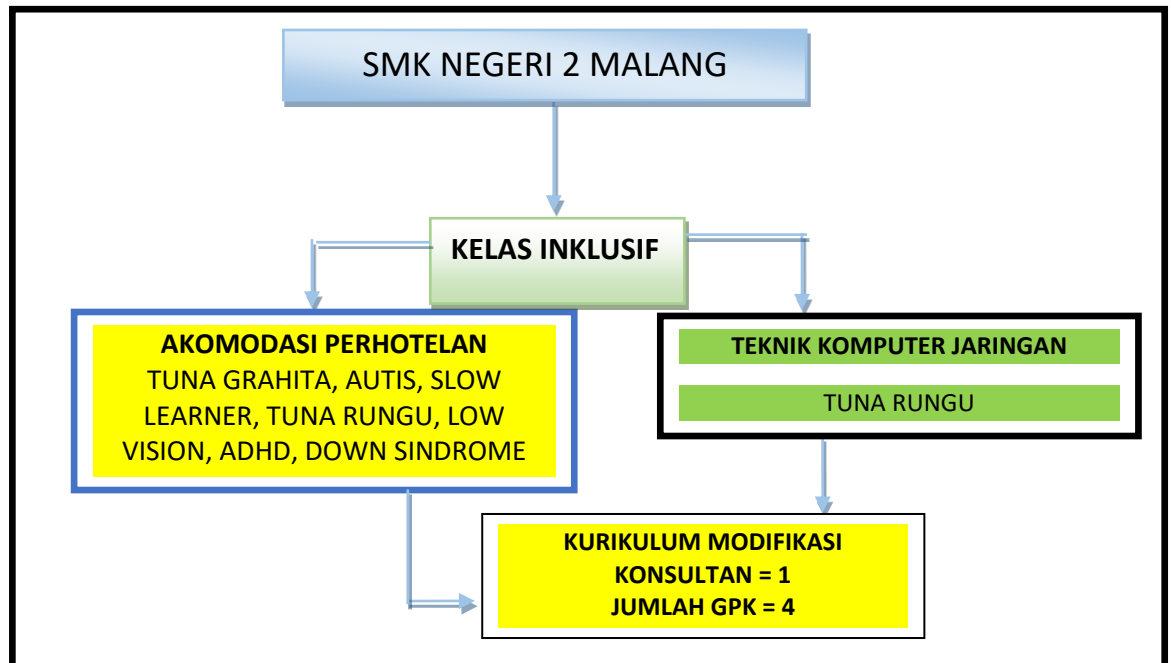 SMK NEGERI 2 MALANG
KELAS INKLUSIF
AKOMODASI PERHOTELAN
TUNA GRAHITA, AUTIS, SLOW
LEARNER, TUNA RUNGU, LOW
VISION, ADHD, DOWN SINDROME
TEKNIK KOMPUTER JARINGAN
TUNA RUNGU
KURIKULUM MODIFIKASI
KONSULTAN = 1
JUMLAH GPK = 4